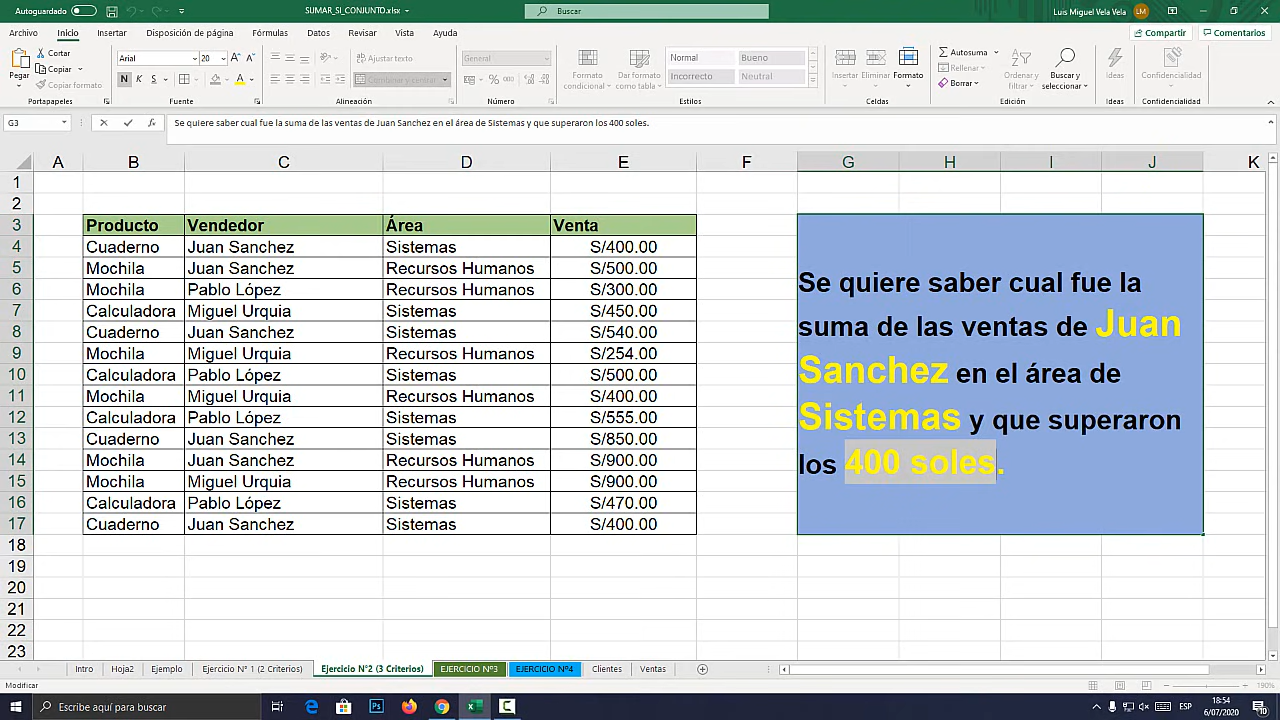 Autoguardado
SUMAR_SI_CONJUNTO.xlsx
Buscar
Luis Miguel Vela Vela
LM
Archivo Inicio Insertar Disposición de página Fórmulas Datos Revisar Vista Ayuda
Compartir Comentarios
Pegar
Cortar
Copiar
Copiar formato
Portapapeles
Arial 20
N K S
Fuente
Ajustar texto
Combinar y centrar
Alineación
General
% 000
Número
Formato condicional
Dar formato como tabla
Normal Bueno
Incorrecto Neutral
Estilos
Insertar Eliminar Formato
Celdas
Autosuma
Rellenar
Borrar
Ordenar y filtrar
Buscar y seleccionar
Edición
Ideas
Ideas
Confidencialidad
Confidencialidad
G3 fx Se quiere saber cual fue la suma de las ventas de Juan Sanchez en el área de Sistemas y que superaron los 400 soles.
A B C D E F G H I J K
1
2
3 Producto Vendedor Área Venta
4 Cuaderno Juan Sanchez Sistemas S/400.00
5 Mochila Juan Sanchez Recursos Humanos S/500.00
6 Mochila Pablo López Recursos Humanos S/300.00
7 Calculadora Miguel Urquia Sistemas S/450.00
8 Cuaderno Juan Sanchez Sistemas S/540.00
9 Mochila Miguel Urquia Recursos Humanos S/254.00
10 Calculadora Pablo López Sistemas S/500.00
11 Mochila Miguel Urquia Recursos Humanos S/400.00
12 Calculadora Pablo López Sistemas S/555.00
13 Cuaderno Juan Sanchez Sistemas S/850.00
14 Mochila Juan Sanchez Recursos Humanos S/900.00
15 Mochila Miguel Urquia Recursos Humanos S/900.00
16 Calculadora Pablo López Sistemas S/470.00
17 Cuaderno Juan Sanchez Sistemas S/400.00
18
19
20
21
22
23
Se quiere saber cual fue la
suma de las ventas de Juan
Sanchez en el área de
Sistemas y que superaron
los 400 soles.
Intro Hoja2 Ejemplo Ejercicio N° 1 (2 Criterios) Ejercicio N°2 (3 Criterios) EJERCICIO Nº3 EJERCICIO Nº4 Clientes Ventas
Modificar
190%
Escribe aquí para buscar
ESP
18:54
6/07/2020